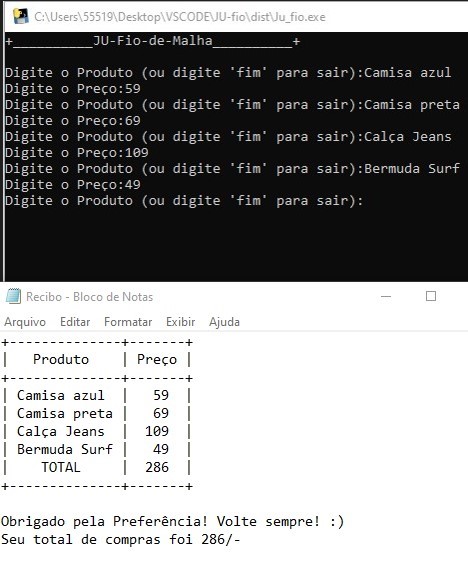 C:\Users\55519\Desktop\VSCODE\JU-fio\dist\Ju_fio.exe
+__________JU-Fio-de-Malha__________+
Digite o Produto (ou digite 'fim' para sair):Camisa azul
Digite o Preço:59
Digite o Produto (ou digite 'fim' para sair):Camisa preta
Digite o Preço:69
Digite o Produto (ou digite 'fim' para sair):Calça Jeans
Digite o Preço:109
Digite o Produto (ou digite 'fim' para sair):Bermuda Surf
Digite o Preço:49
Digite o Produto (ou digite 'fim' para sair):
Recibo - Bloco de Notas
Arquivo Editar Formatar Exibir Ajuda
+--------------+-------+
|   Produto    | Preço |
+--------------+-------+
| Camisa azul  |   59  |
| Camisa preta |   69  |
| Calça Jeans  |  109  |
| Bermuda Surf |   49  |
|    TOTAL     |  286  |
+--------------+-------+
Obrigado pela Preferência! Volte sempre! :)
Seu total de compras foi 286/-